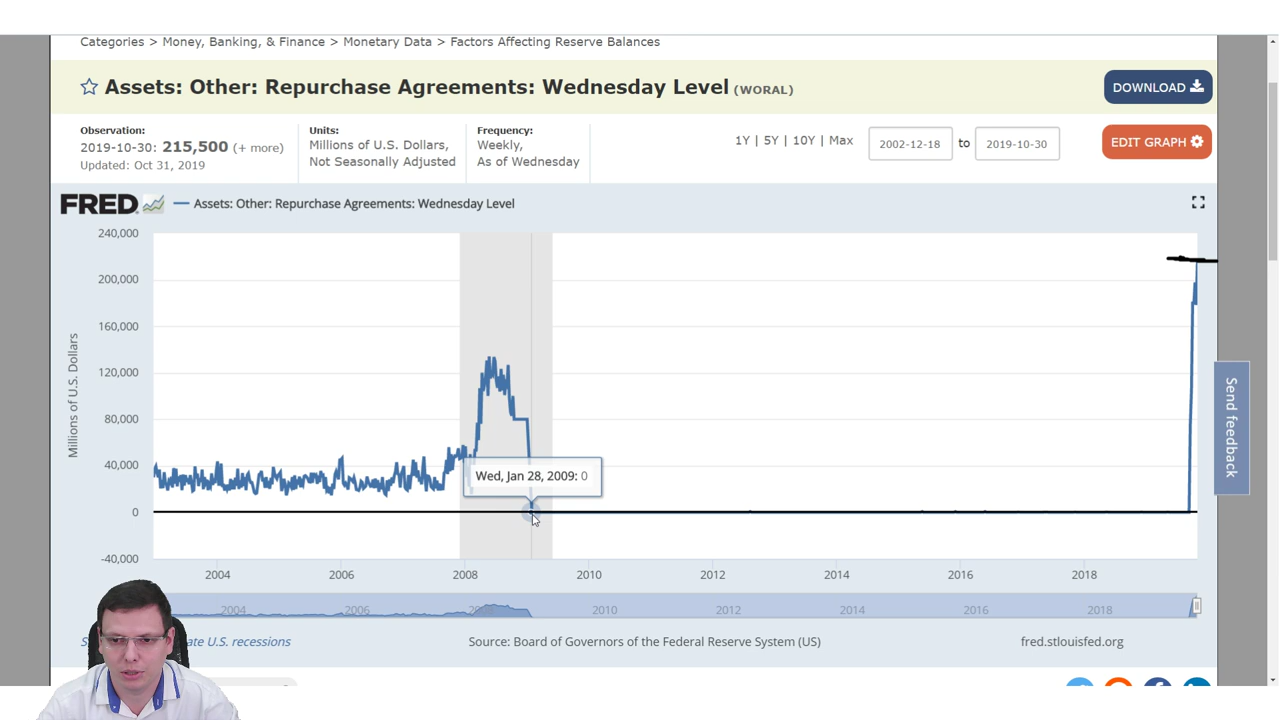 Categories > Money, Banking, & Finance > Monetary Data > Factors Affecting Reserve Balances
Assets: Other: Repurchase Agreements: Wednesday Level (WORAL)
DOWNLOAD
Observation:
2019-10-30: 215,500 (+ more)
Updated: Oct 31, 2019
Units:
Millions of U.S. Dollars,
Not Seasonally Adjusted
Frequency:
Weekly,
As of Wednesday
1Y | 5Y | 10Y | Max
2002-12-18 to 2019-10-30
EDIT GRAPH
FRED
Assets: Other: Repurchase Agreements: Wednesday Level
240,000
200,000
160,000
120,000
80,000
40,000
0
-40,000
Millions of U.S. Dollars
Wed, Jan 28, 2009: 0
2004 2006 2008 2010 2012 2014 2016 2018
2004 2006 2010 2012 2014 2016 2018
U.S. recessions
Source: Board of Governors of the Federal Reserve System (US)
fred.stlouisfed.org
Send feedback